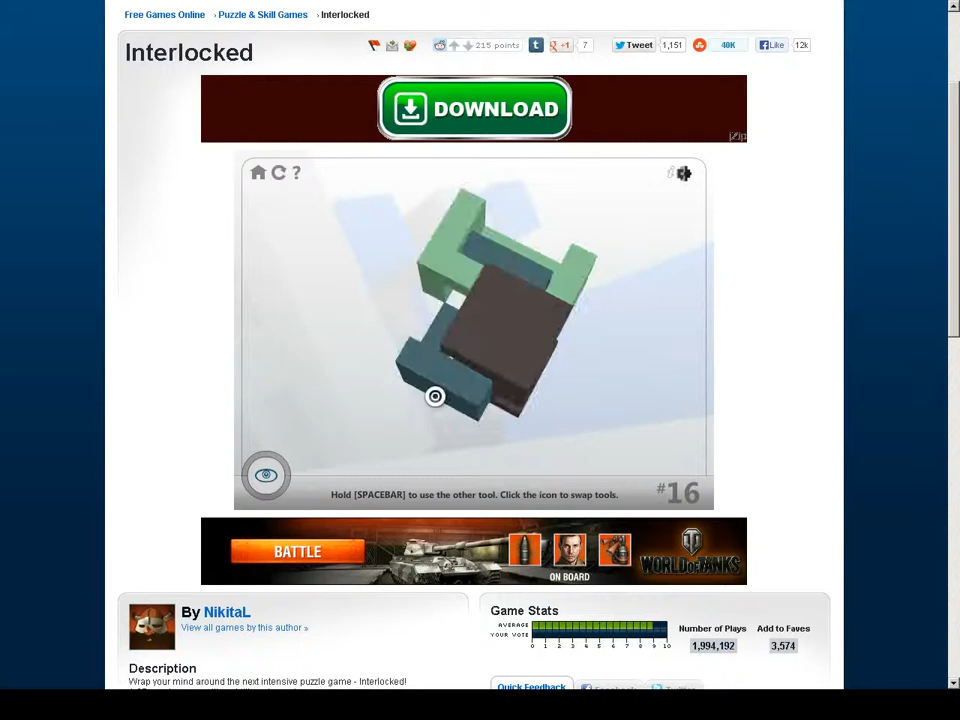 Free Games Online › Puzzle & Skill Games › Interlocked
Interlocked
215 points
t
g +1
7
Tweet
1,151
40K
Like
12k
DOWNLOAD
?
Hold [SPACEBAR] to use the other tool. Click the icon to swap tools.
#16
BATTLE
ON BOARD
WORLD OF TANKS
By NikitaL
View all games by this author »
Description
Wrap your mind around the next intensive puzzle game - Interlocked!
Game Stats
AVERAGE
YOUR VOTE
0 1 2 3 4 5 6 7 8 9 10
Number of Plays
1,994,192
Add to Faves
3,574
Quick Feedback
Facebook
Twitter